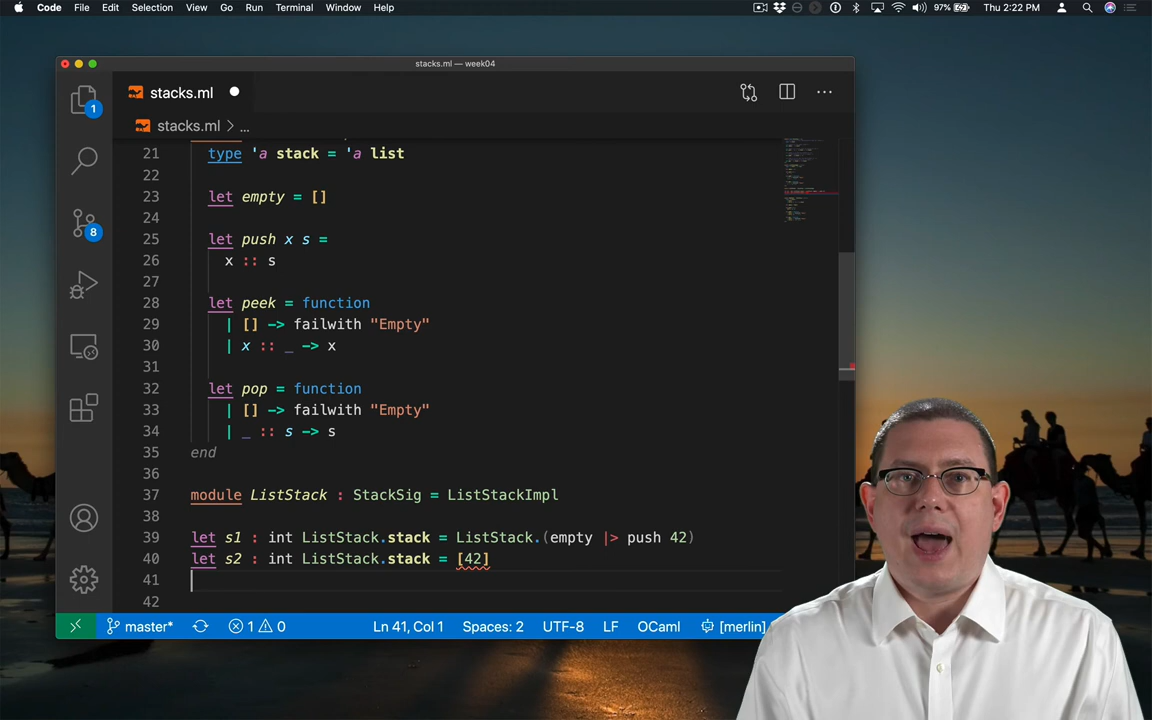 Code File Edit Selection View Go Run Terminal Window Help 97% Thu 2:22 PM
stacks.ml — week04
stacks.ml
stacks.ml > ...
1
8
21 type 'a stack = 'a list
22
23 let empty = []
24
25 let push x s =
26 x :: s
27
28 let peek = function
29 | [] -> failwith "Empty"
30 | x :: _ -> x
31
32 let pop = function
33 | [] -> failwith "Empty"
34 | _ :: s -> s
35 end
36
37 module ListStack : StackSig = ListStackImpl
38
39 let s1 : int ListStack.stack = ListStack.(empty |> push 42)
40 let s2 : int ListStack.stack = [42]
41
42
master* 1 0 Ln 41, Col 1 Spaces: 2 UTF-8 LF OCaml [merlin]